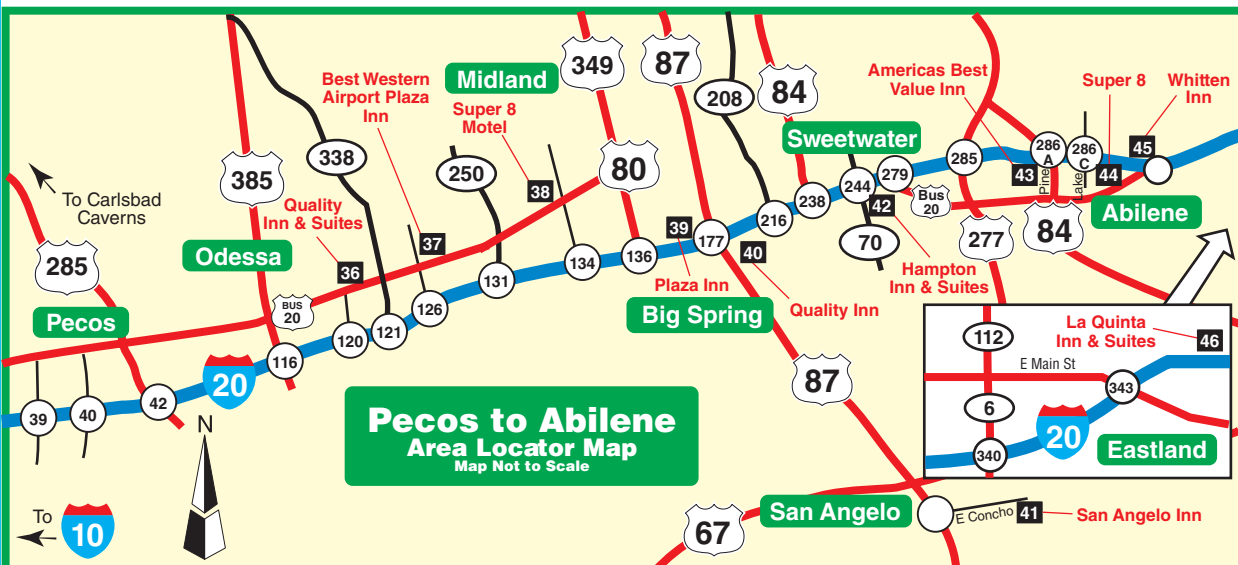 349
87
84
Americas Best
Value Inn
Super 8
Whitten
Inn
Best Western
Airport Plaza
Inn
Midland
Super 8
Motel
208
Sweetwater
338
385
250
38
80
279
285
286
A
286
C
45
43
44
Pine
Lake
To Carlsbad
Caverns
Quality
Inn & Suites
244
42
238
Bus
20
Abilene
285
Odessa
36
37
39
177
216
40
70
277
84
Plaza Inn
Hampton
Inn & Suites
Pecos
BUS
20
116
120
121
126
131
134
136
Big Spring
Quality Inn
La Quinta
Inn & Suites
46
112
E Main St
343
6
20
Eastland
340
39
40
42
20
87
N
Pecos to Abilene
Area Locator Map
Map Not to Scale
To
10
67
San Angelo
E Concho
41
San Angelo Inn